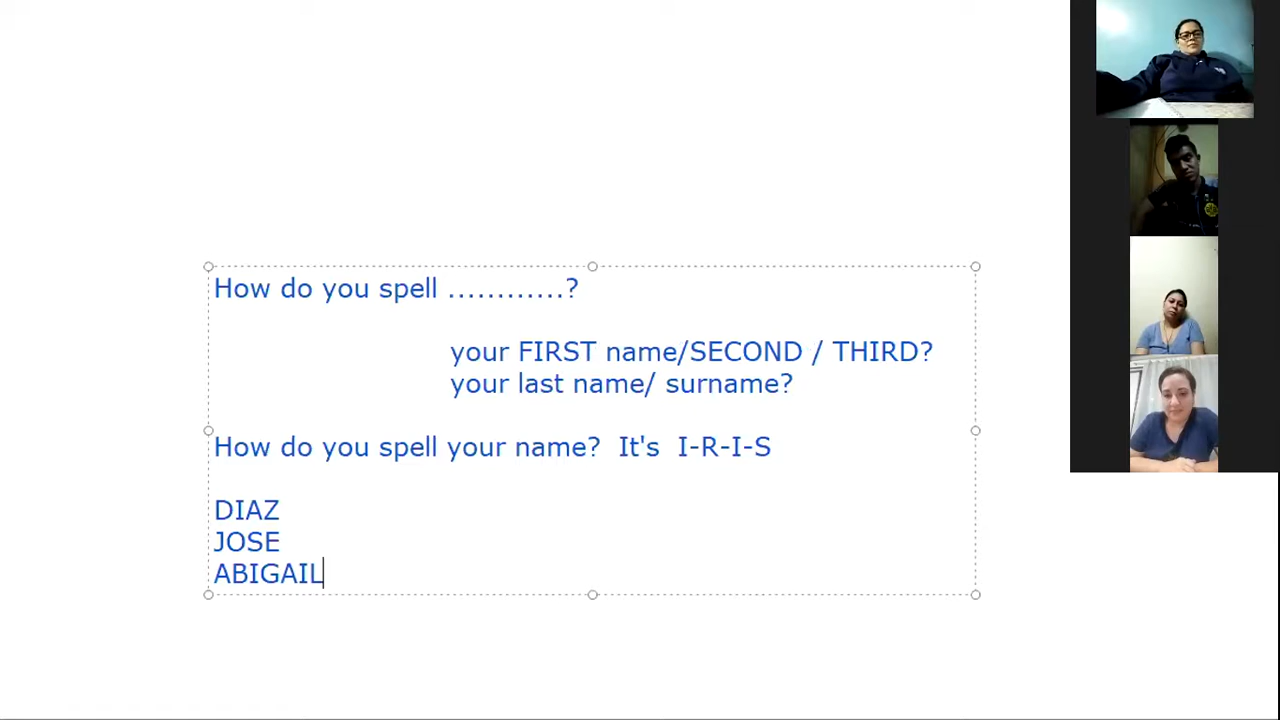 How do you spell ............?
your FIRST name/SECOND / THIRD?
your last name/ surname?
How do you spell your name?  It's  I-R-I-S
DIAZ
JOSE
ABIGAIL